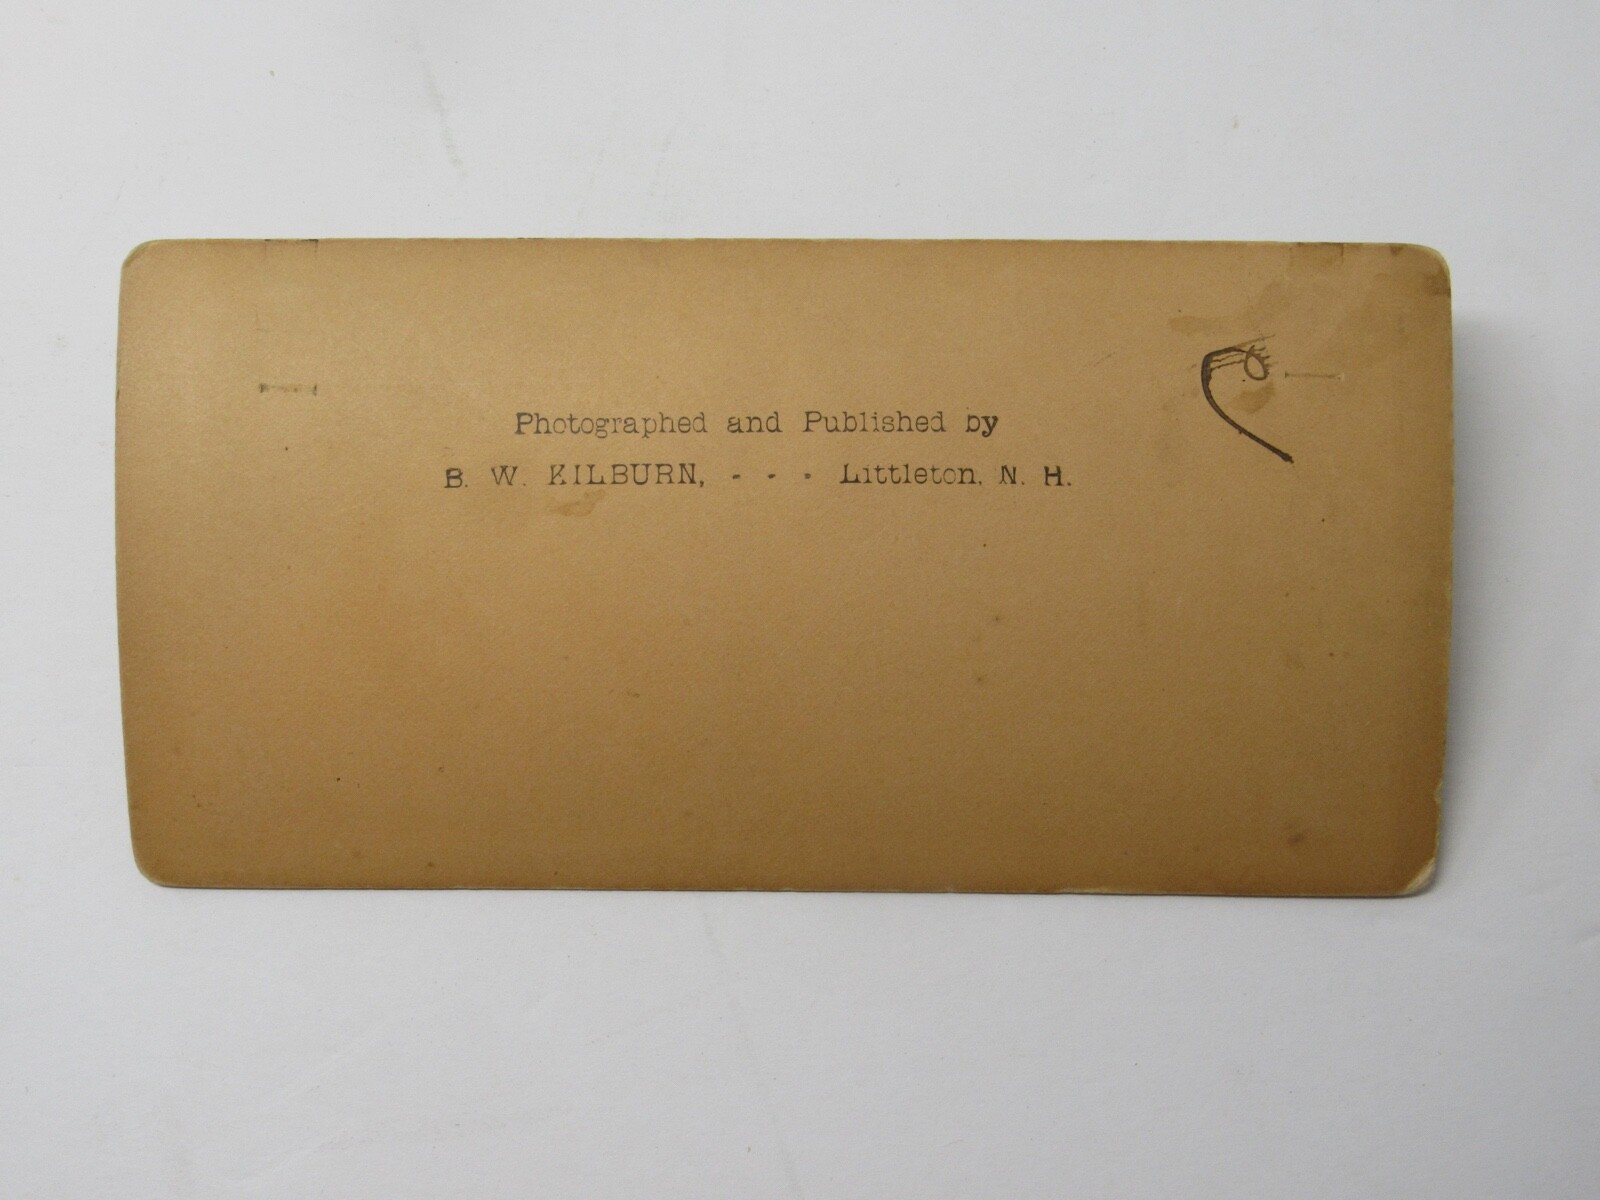 Photographed and Published by
B. W. KILBURN, - - - Littleton, N. H.